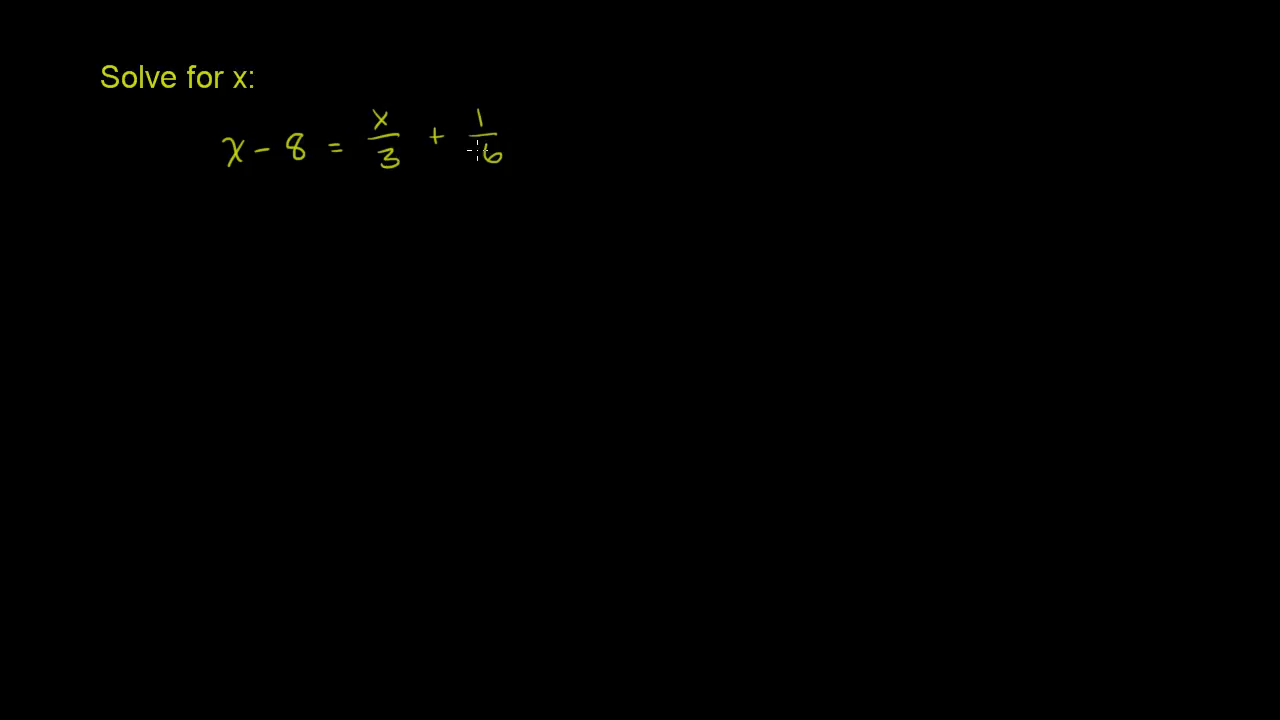 Solve for x:
x - 8 = x/3 + 1/6